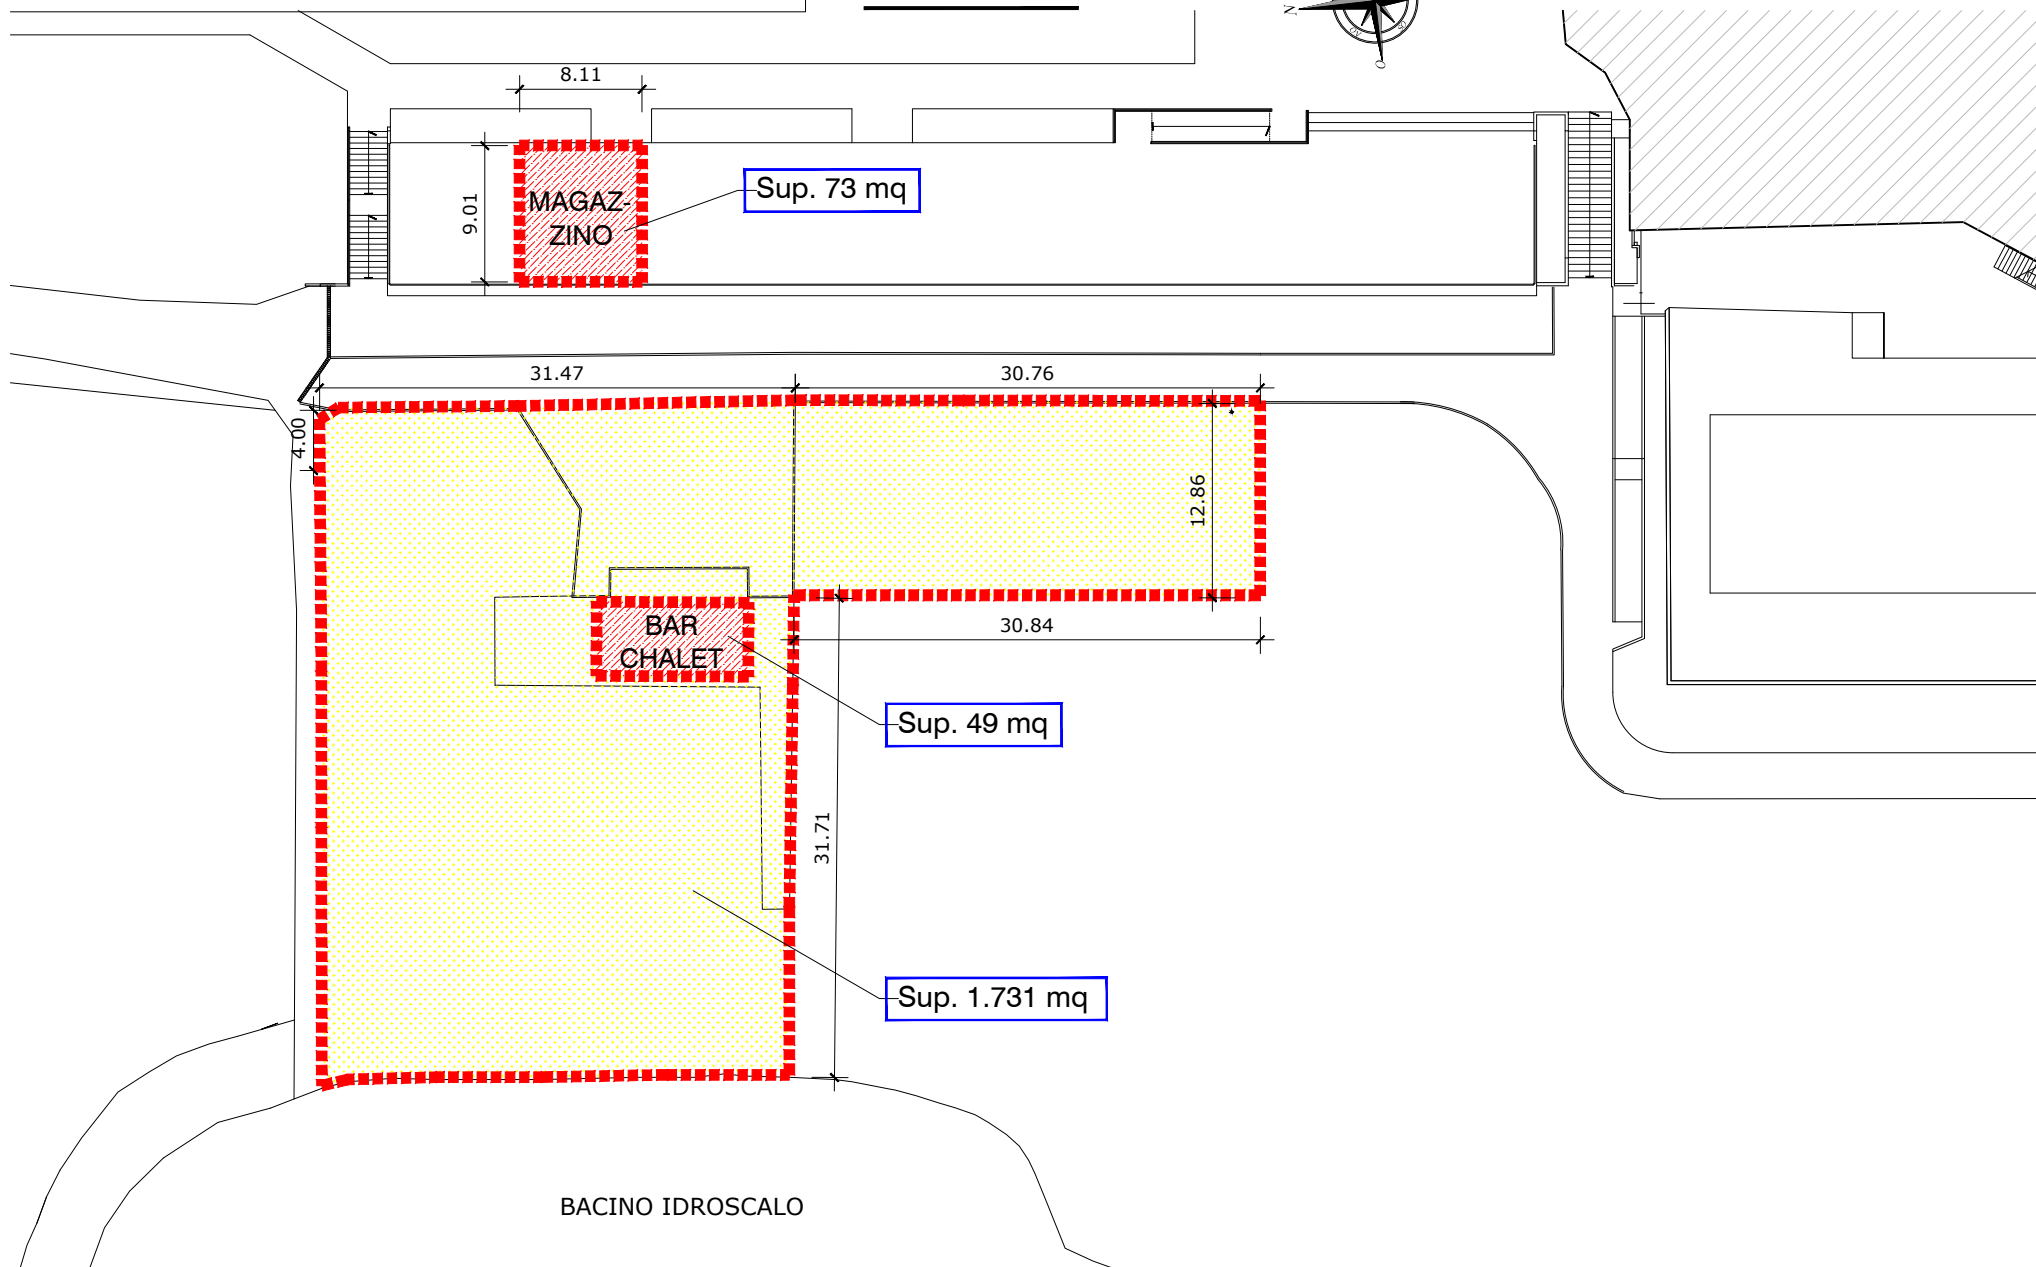 N
O
SO
8.11
9.01
MAGAZ-
ZINO
Sup. 73 mq
31.47
30.76
4.00
12.86
BAR
CHALET
30.84
Sup. 49 mq
31.71
Sup. 1.731 mq
BACINO IDROSCALO